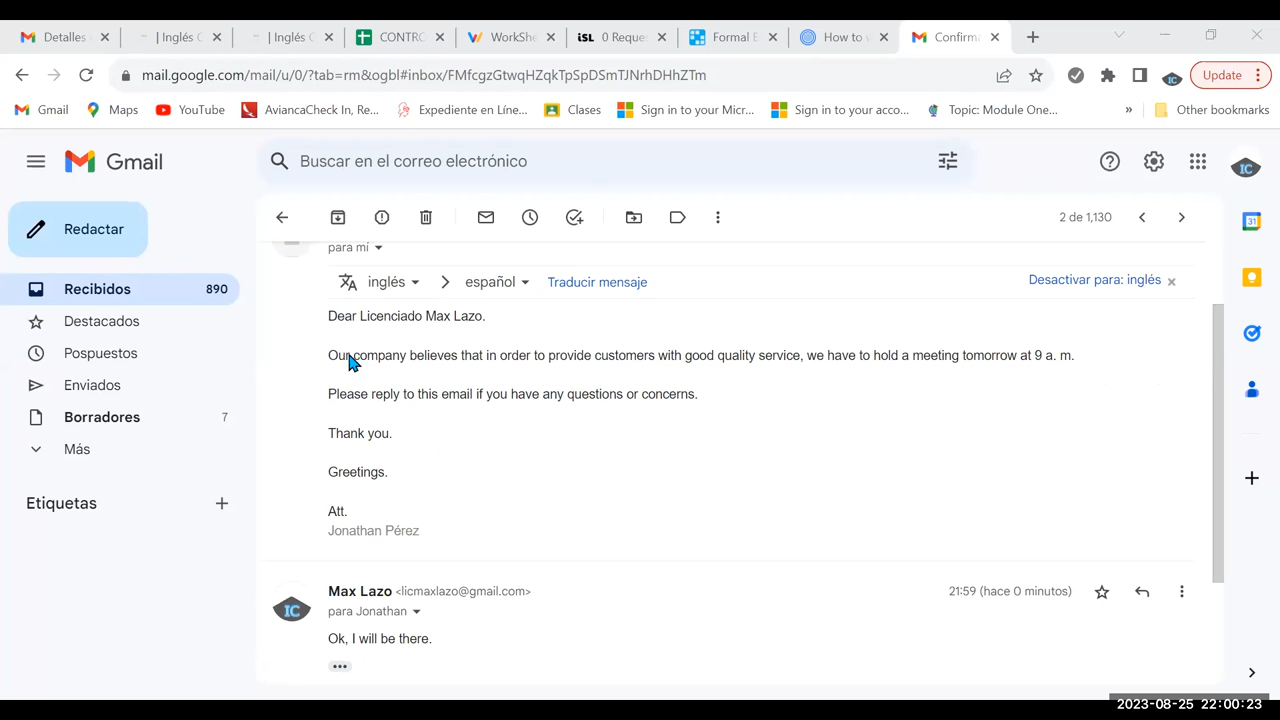 Detalles
| Inglés C
| Inglés C
CONTRO
WorkShe
iSL 0 Reques
Formal E
How to
Confirma
mail.google.com/mail/u/0/?tab=rm&ogbl#inbox/FMfcgzGtwqHZqkTpSpDSmTJNrhDHhZTm
Update
Gmail
Maps
YouTube
AviancaCheck In, Re...
Expediente en Líne...
Clases
Sign in to your Micr...
Sign in to your acco...
Topic: Module One...
»
Other bookmarks
Gmail
Buscar en el correo electrónico
IC
Redactar
2 de 1,130
para mí
inglés > español Traducir mensaje
Desactivar para: inglés ×
Recibidos 890
Destacados
Pospuestos
Enviados
Borradores 7
Más
Etiquetas +
Dear Licenciado Max Lazo.
Our company believes that in order to provide customers with good quality service, we have to hold a meeting tomorrow at 9 a. m.
Please reply to this email if you have any questions or concerns.
Thank you.
Greetings.
Att.
Jonathan Pérez
IC
Max Lazo <licmaxlazo@gmail.com>
21:59 (hace 0 minutos)
para Jonathan
Ok, I will be there.
•••
31
2023-08-25 22:00:23